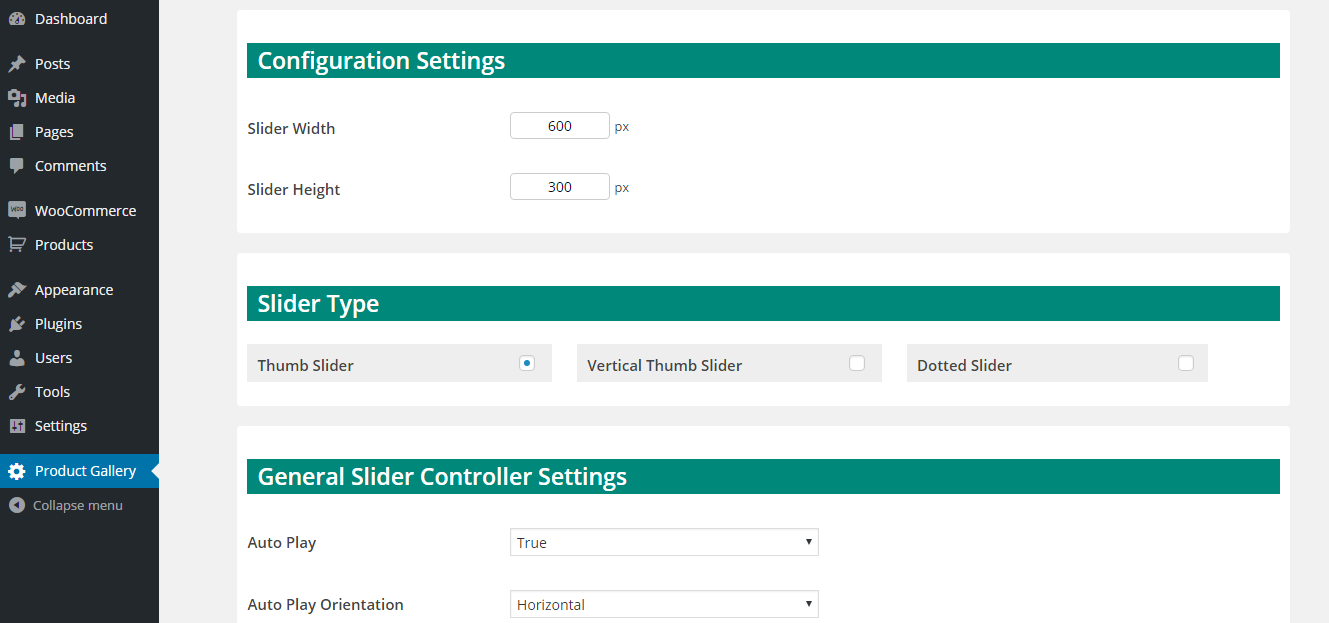 Dashboard
Posts
Media
Pages
Comments
WooCommerce
Products
Appearance
Plugins
Users
Tools
Settings
Product Gallery
Collapse menu
Configuration Settings
Slider Width 600 px
Slider Height 300 px
Slider Type
Thumb Slider Vertical Thumb Slider Dotted Slider
General Slider Controller Settings
Auto Play True
Auto Play Orientation Horizontal